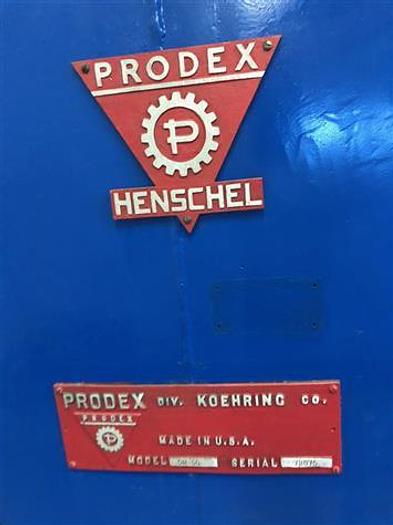 PRODEX
P
HENSCHEL
PRODEX DIV. KOEHRING CO.
PRODEX
P
MADE IN U.S.A.
MODEL SERIAL